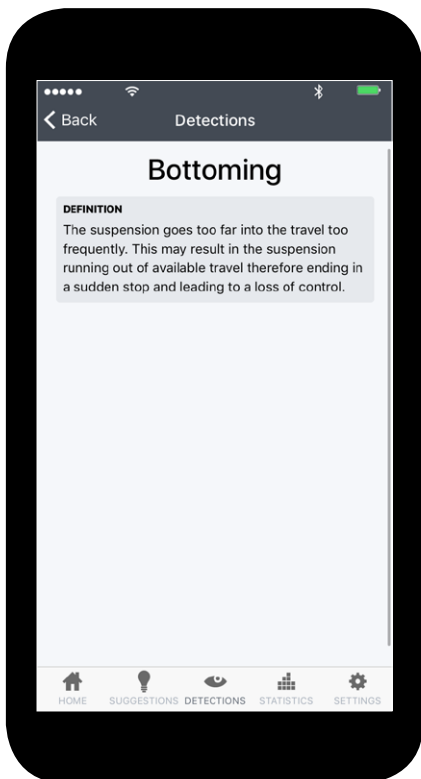 Back
Detections
Bottoming
DEFINITION
The suspension goes too far into the travel too
frequently. This may result in the suspension
running out of available travel therefore ending in
a sudden stop and leading to a loss of control.
HOME
SUGGESTIONS
DETECTIONS
STATISTICS
SETTINGS